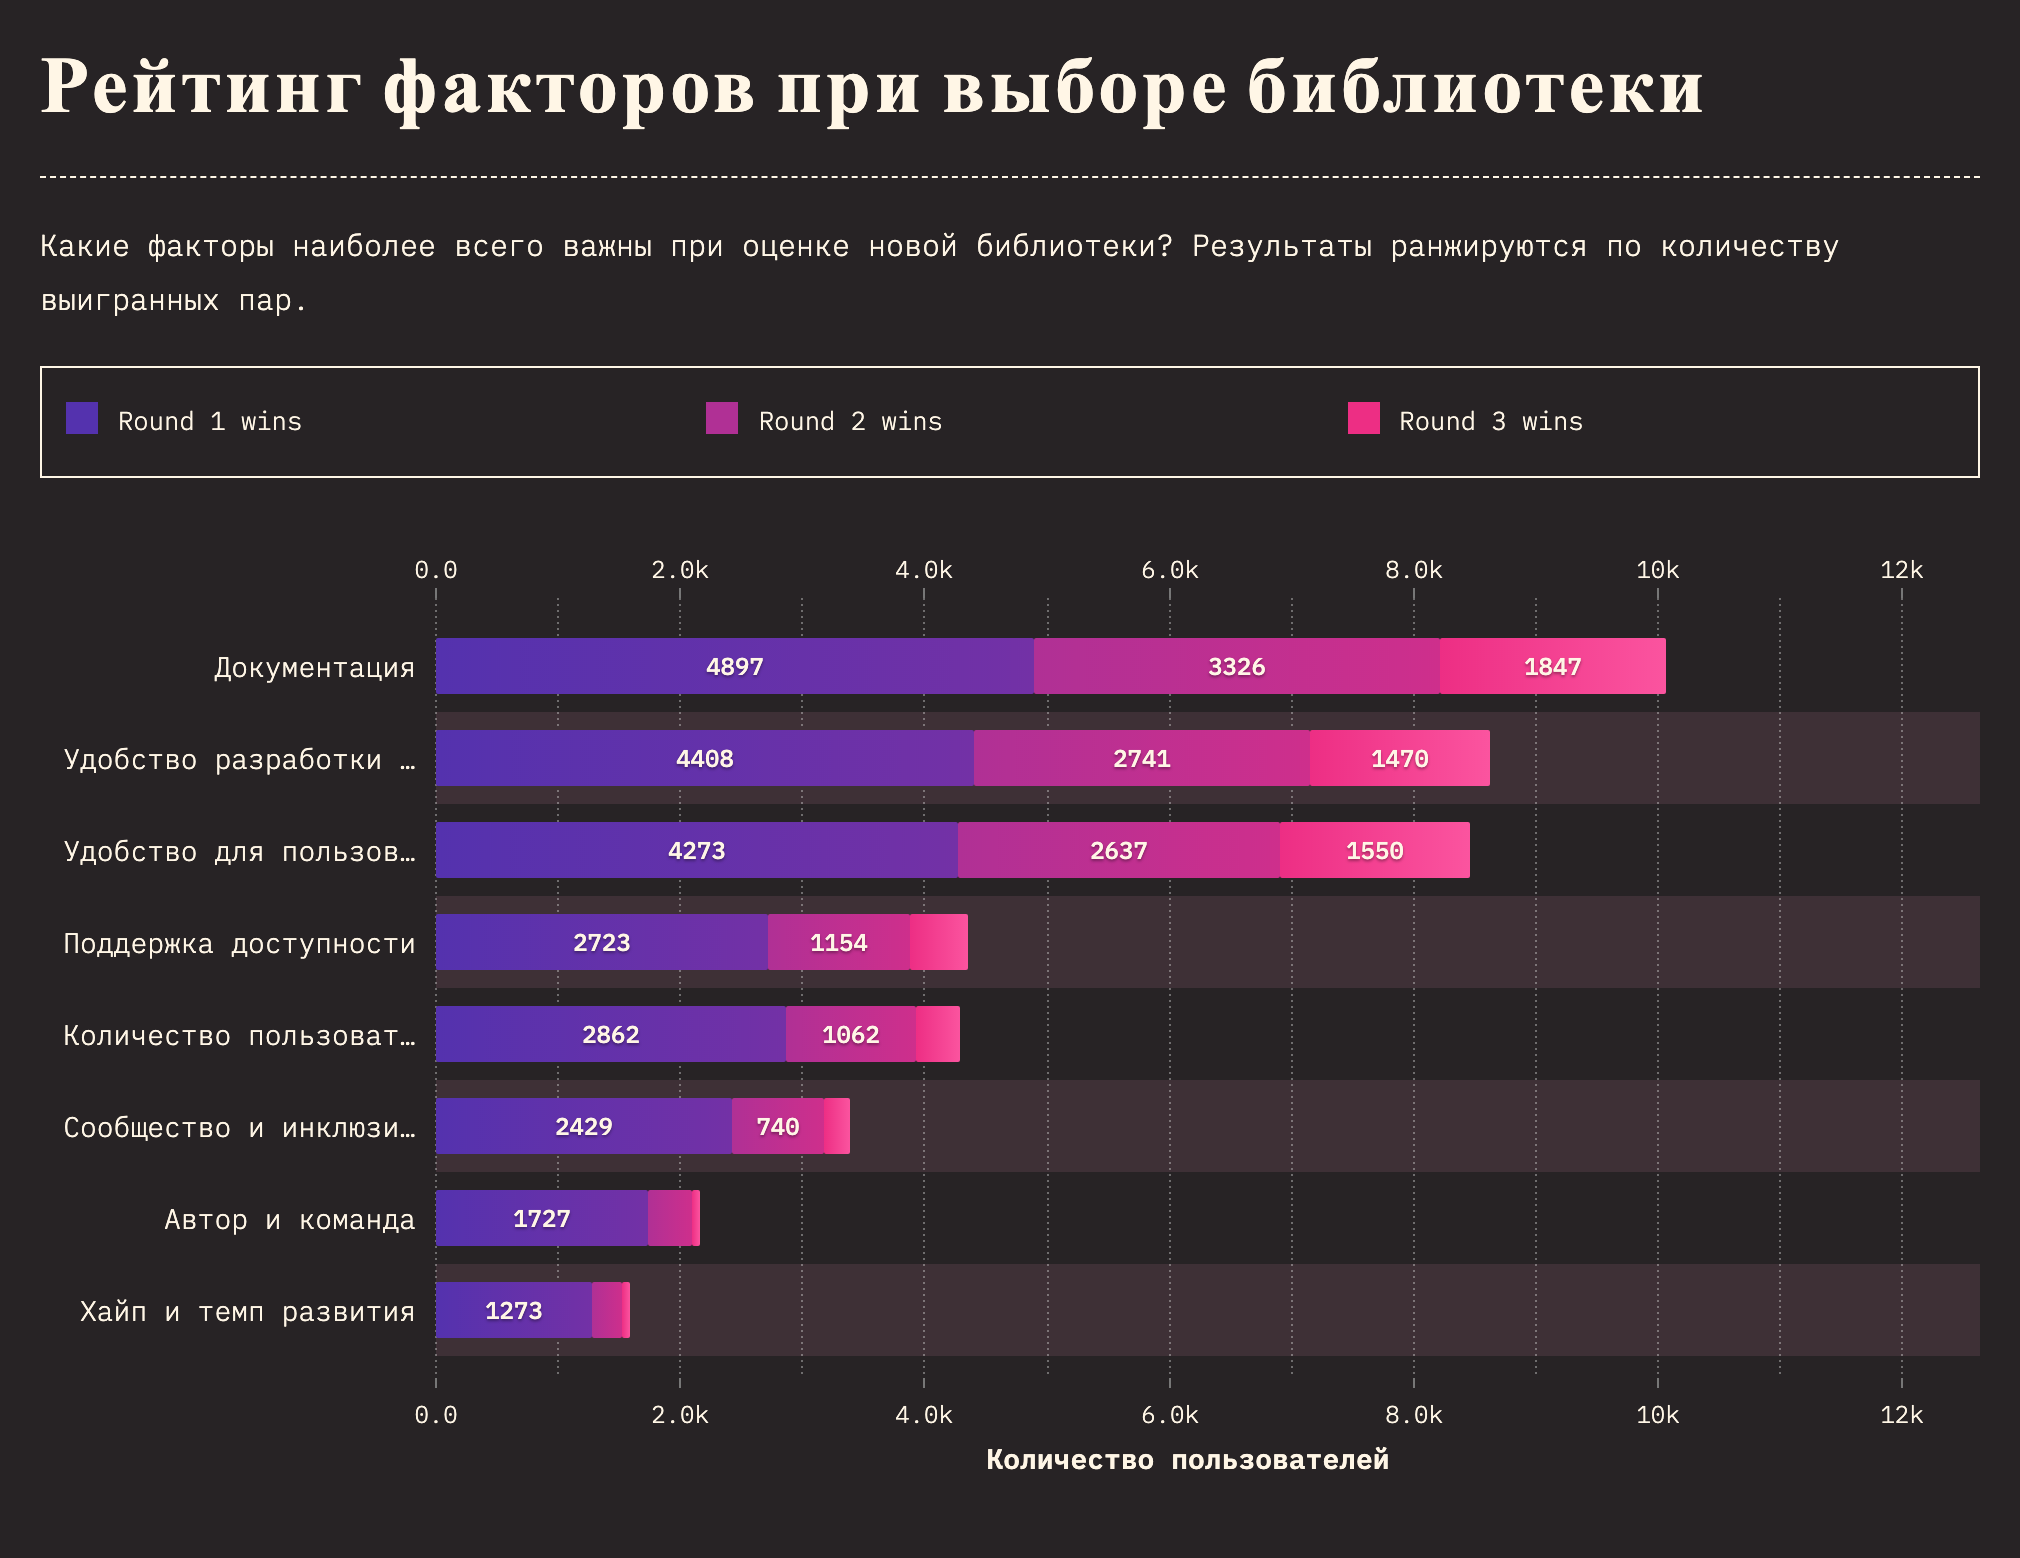 Рейтинг факторов при выборе библиотеки
Какие факторы наиболее всего важны при оценке новой библиотеки? Результаты ранжируются по количеству
выигранных пар.
Round 1 wins Round 2 wins Round 3 wins
0.0 2.0k 4.0k 6.0k 8.0k 10k 12k
Документация 4897 3326 1847
Удобство разработки … 4408 2741 1470
Удобство для пользов… 4273 2637 1550
Поддержка доступности 2723 1154
Количество пользоват… 2862 1062
Сообщество и инклюзи… 2429 740
Автор и команда 1727
Хайп и темп развития 1273
0.0 2.0k 4.0k 6.0k 8.0k 10k 12k
Количество пользователей